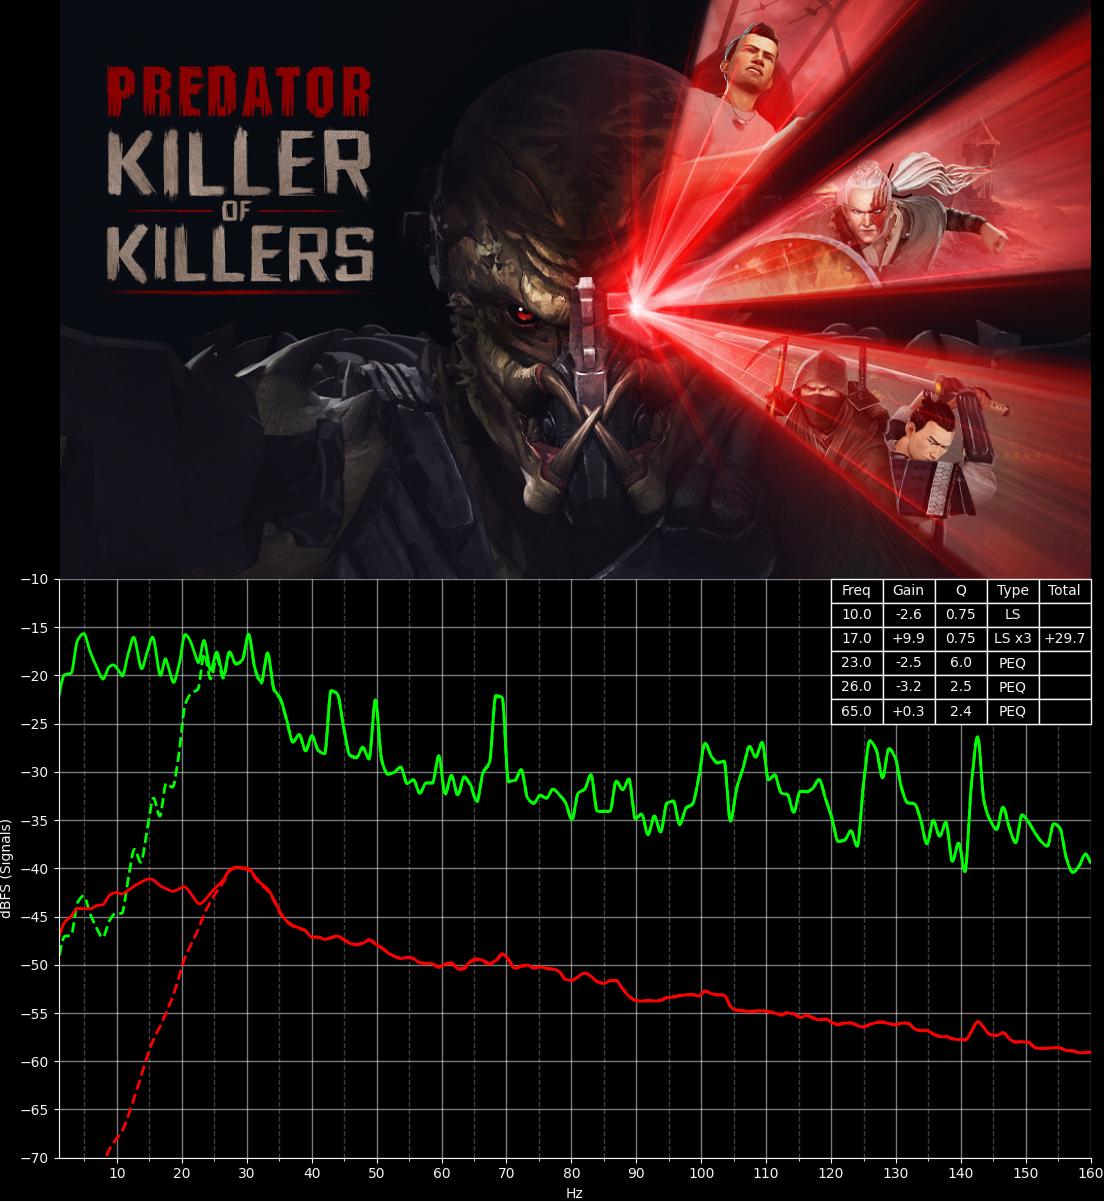 PREDATOR
KILLER
OF
KILLERS
−10
−15
−20
−25
−30
−35
−40
−45
−50
−55
−60
−65
−70
dBFS (Signals)
Freq Gain Q Type Total
10.0 -2.6 0.75 LS
17.0 +9.9 0.75 LS x3 +29.7
23.0 -2.5 6.0 PEQ
26.0 -3.2 2.5 PEQ
65.0 +0.3 2.4 PEQ
10 20 30 40 50 60 70 80 90 100 110 120 130 140 150 160
Hz